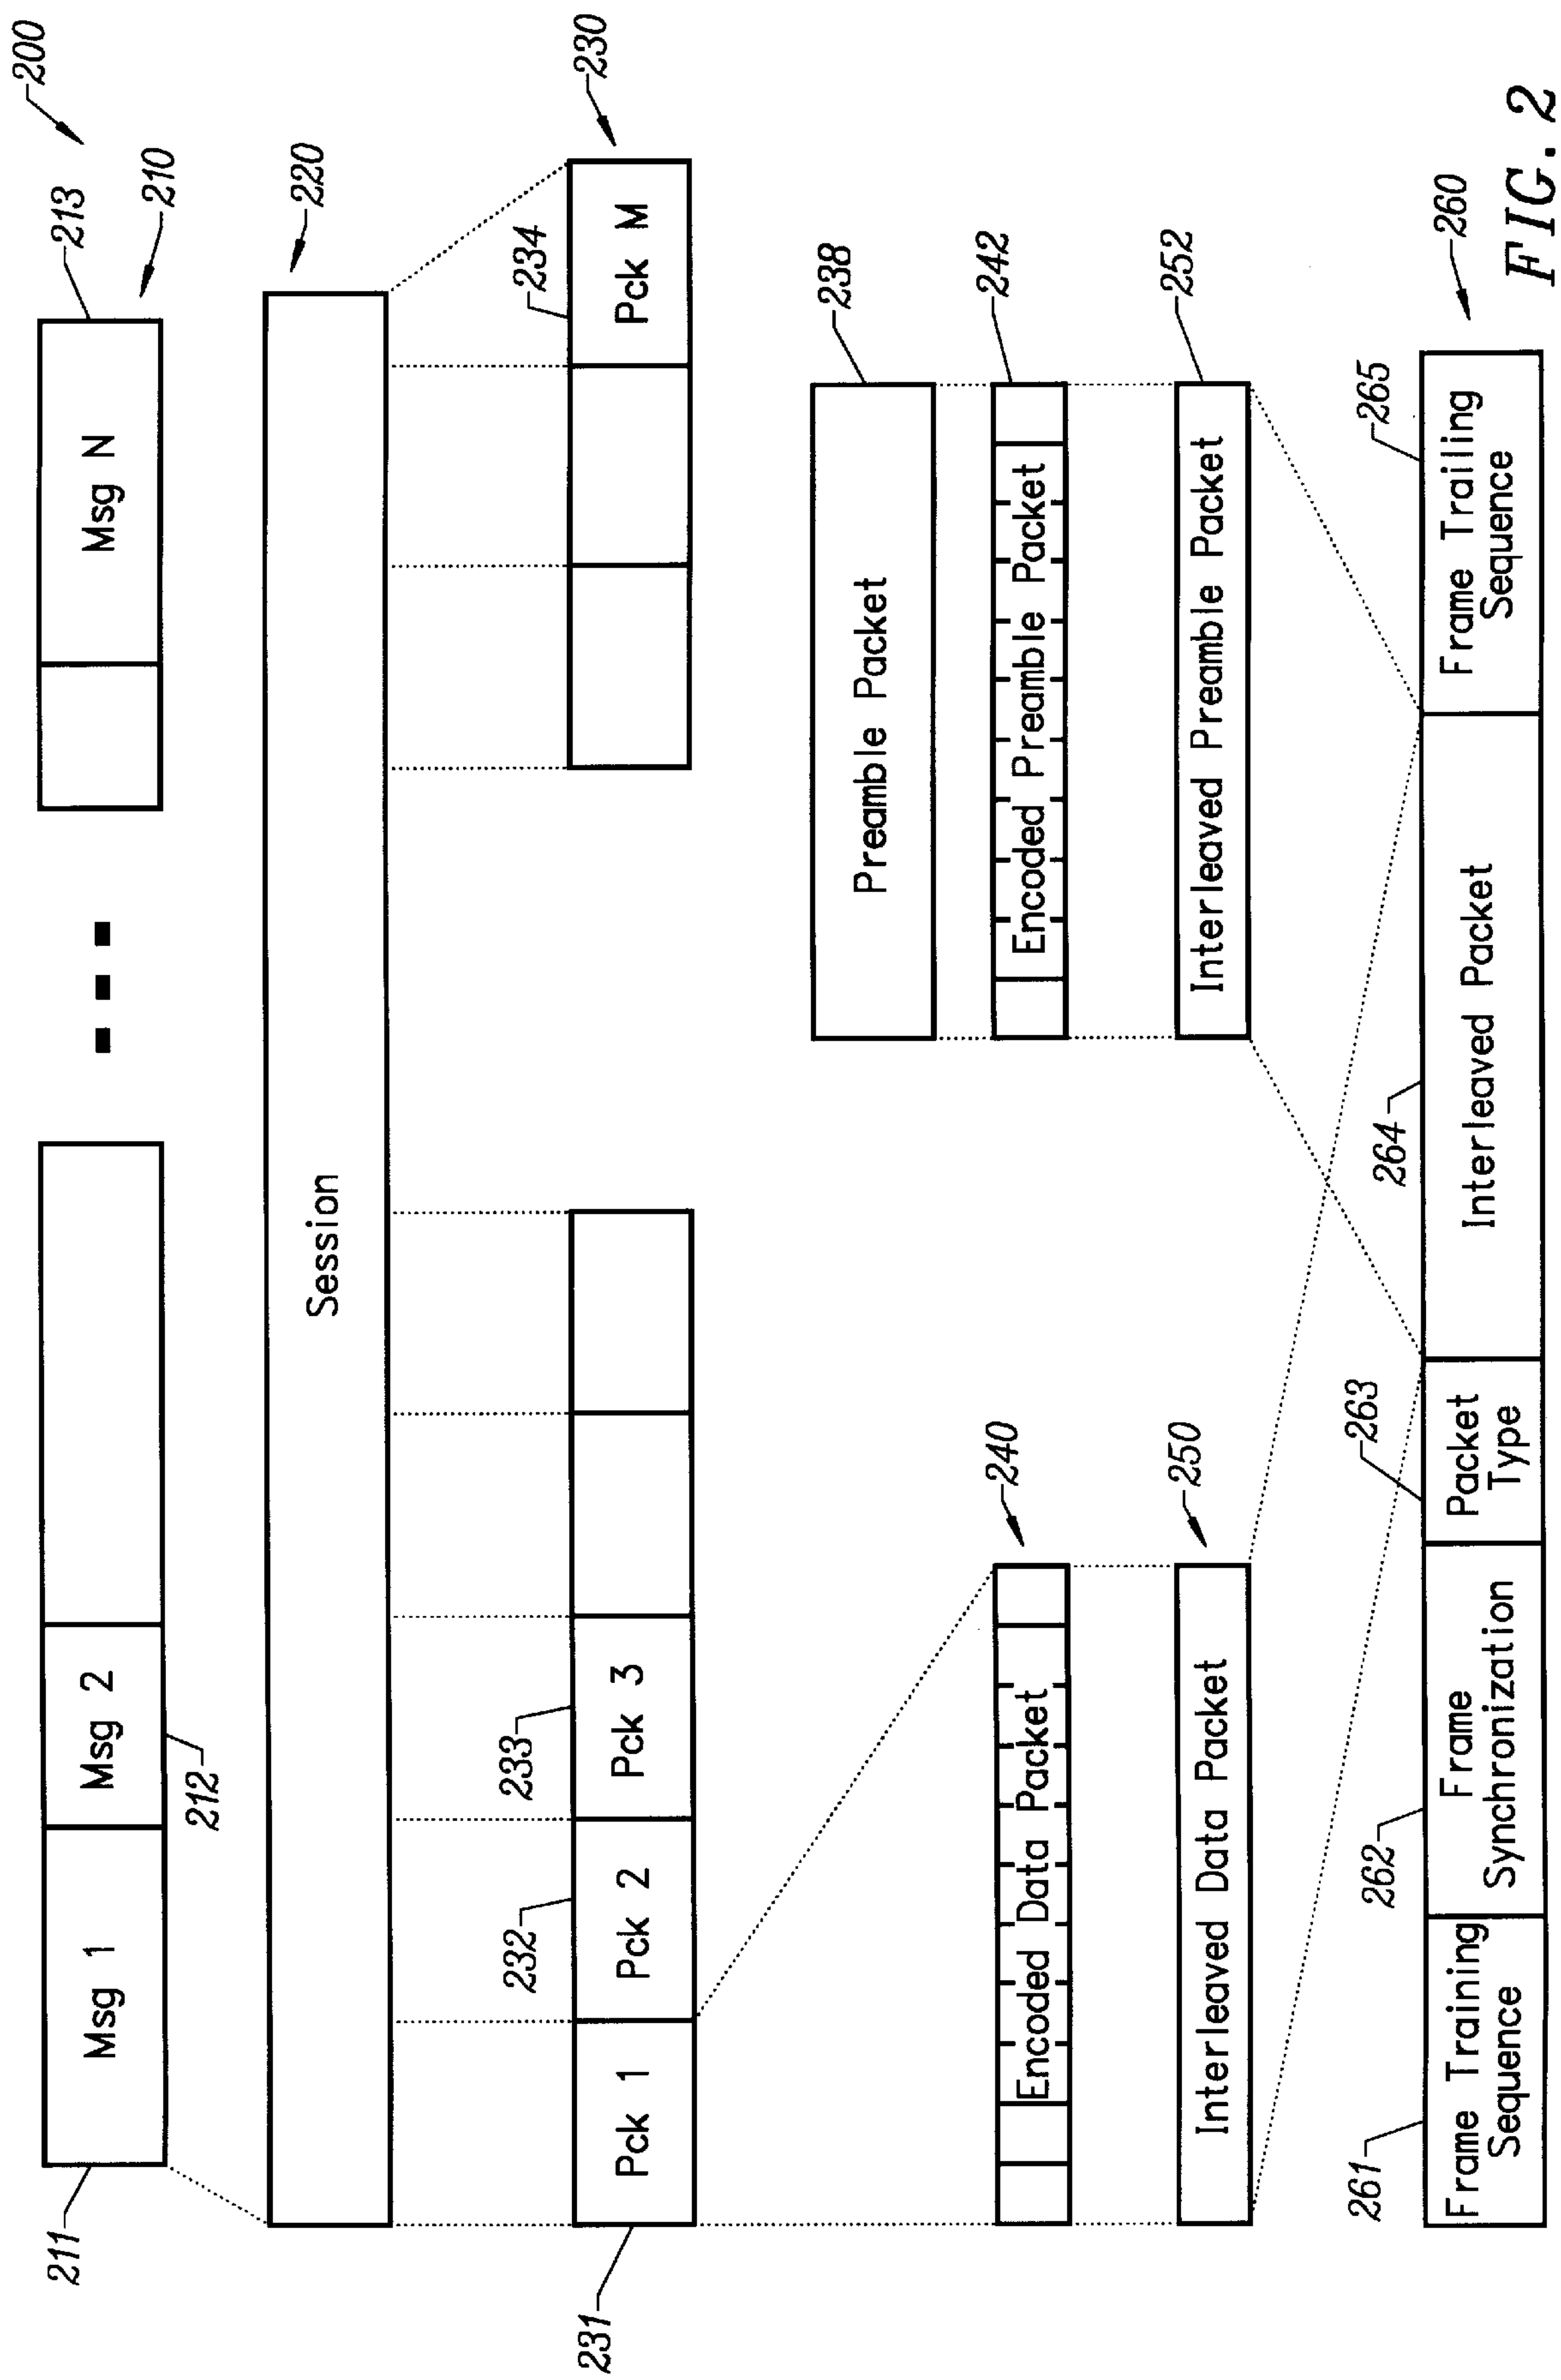 200
213
210
Msg 1
Msg 2
Msg N
211
212
220
Session
230
232
233
234
Pck 1
Pck 2
Pck 3
Pck M
231
238
Preamble Packet
240
242
Encoded Data Packet
Encoded Preamble Packet
250
252
Interleaved Data Packet
Interleaved Preamble Packet
261
262
263
264
265
260
Frame Training
Sequence
Frame
Synchronization
Packet
Type
Interleaved Packet
Frame Trailing
Sequence
FIG. 2